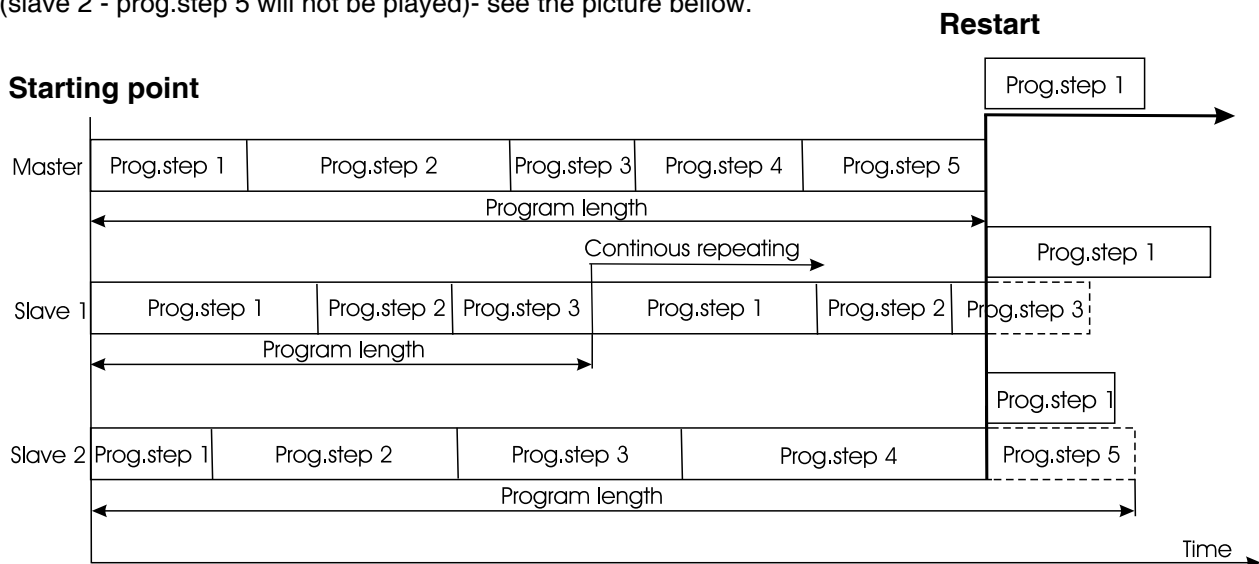 (slave 2 - prog.step 5 will not be played)- see the picture bellow.
Restart
Starting point
Prog.step 1
Master Prog.step 1 Prog.step 2 Prog.step 3 Prog.step 4 Prog.step 5
Program length
Continous repeating
Prog.step 1
Slave 1 Prog.step 1 Prog.step 2 Prog.step 3 Prog.step 1 Prog.step 2 Prog.step 3
Program length
Prog.step 1
Slave 2 Prog.step 1 Prog.step 2 Prog.step 3 Prog.step 4 Prog.step 5
Program length
Time